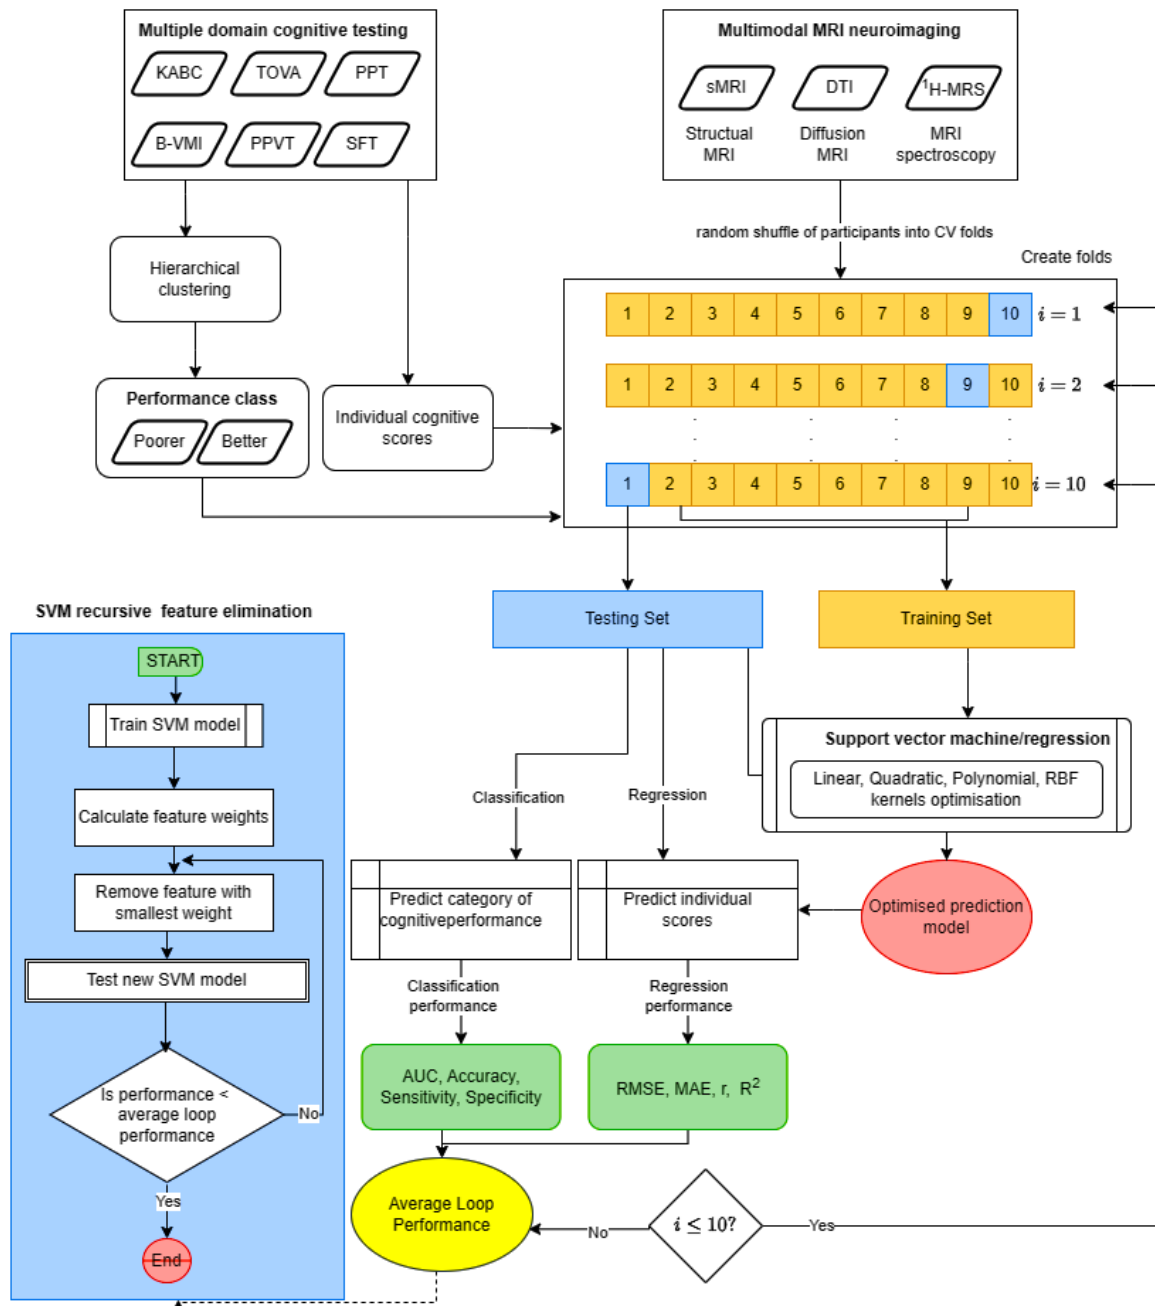 Multiple domain cognitive testing
KABC
TOVA
PPT
B-VMI
PPVT
SFT
Multimodal MRI neuroimaging
sMRI
DTI
¹H-MRS
Structual
MRI
Diffusion
MRI
MRI
spectroscopy
Hierarchical
clustering
random shuffle of participants into CV folds
Create folds
1 2 3 4 5 6 7 8 9 10 i = 1
1 2 3 4 5 6 7 8 9 10 i = 2
1 2 3 4 5 6 7 8 9 10 i = 10
Performance class
Poorer
Better
Individual cognitive
scores
Testing Set
Training Set
SVM recursive feature elimination
START
Train SVM model
Calculate feature weights
Remove feature with
smallest weight
Test new SVM model
Is performance <
average loop
performance
No
Yes
End
Support vector machine/regression
Linear, Quadratic, Polynomial, RBF
kernels optimisation
Classification
Regression
Predict category of
cognitiveperformance
Predict individual
scores
Optimised prediction
model
Classification
performance
Regression
performance
AUC, Accuracy,
Sensitivity, Specificity
RMSE, MAE, r, R²
Average Loop
Performance
No
i ≤ 10?
Yes